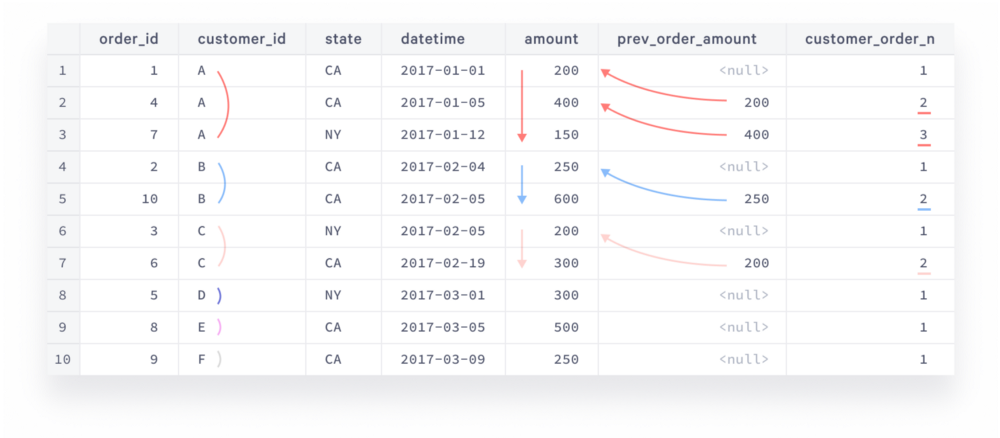 order_id customer_id state datetime amount prev_order_amount customer_order_n
1 1 A CA 2017-01-01 200 <null> 1
2 4 A CA 2017-01-05 400 200 2
3 7 A NY 2017-01-12 150 400 3
4 2 B CA 2017-02-04 250 <null> 1
5 10 B CA 2017-02-05 600 250 2
6 3 C NY 2017-02-05 200 <null> 1
7 6 C CA 2017-02-19 300 200 2
8 5 D NY 2017-03-01 300 <null> 1
9 8 E CA 2017-03-05 500 <null> 1
10 9 F CA 2017-03-09 250 <null> 1